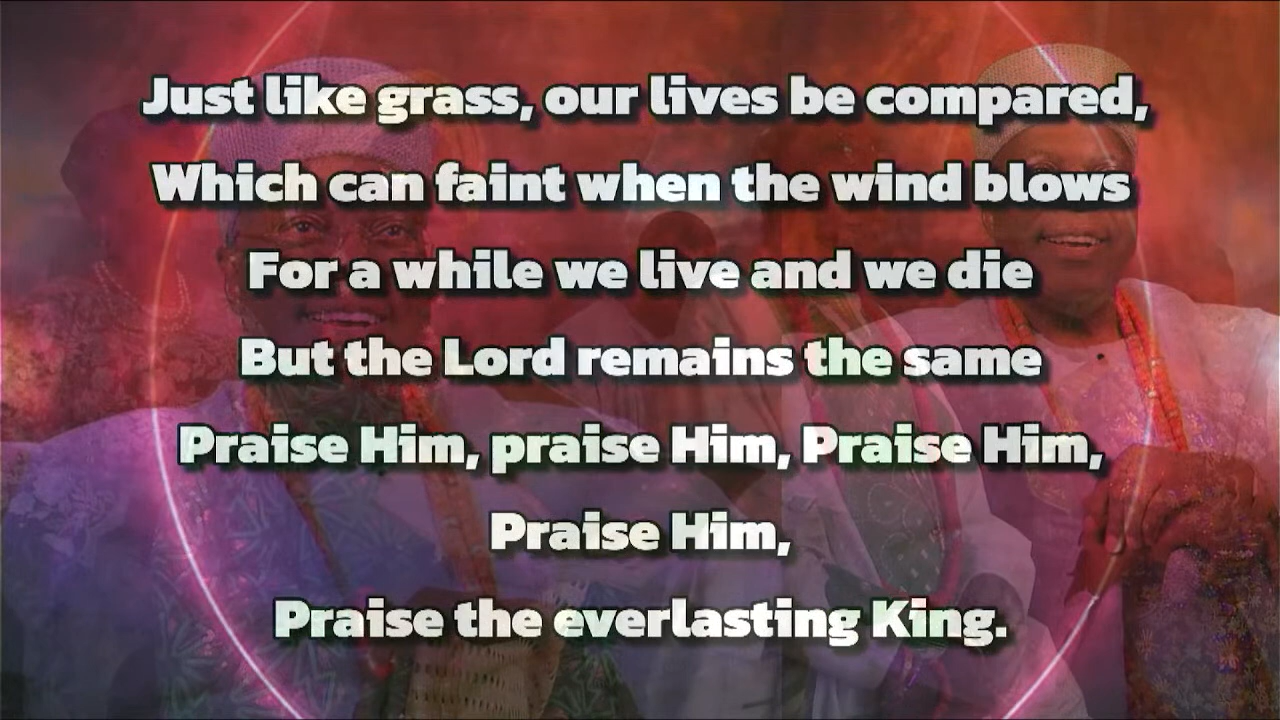 Just like grass, our lives be compared,
Which can faint when the wind blows
For a while we live and we die
But the Lord remains the same
Praise Him, praise Him, Praise Him,
Praise Him,
Praise the everlasting King.